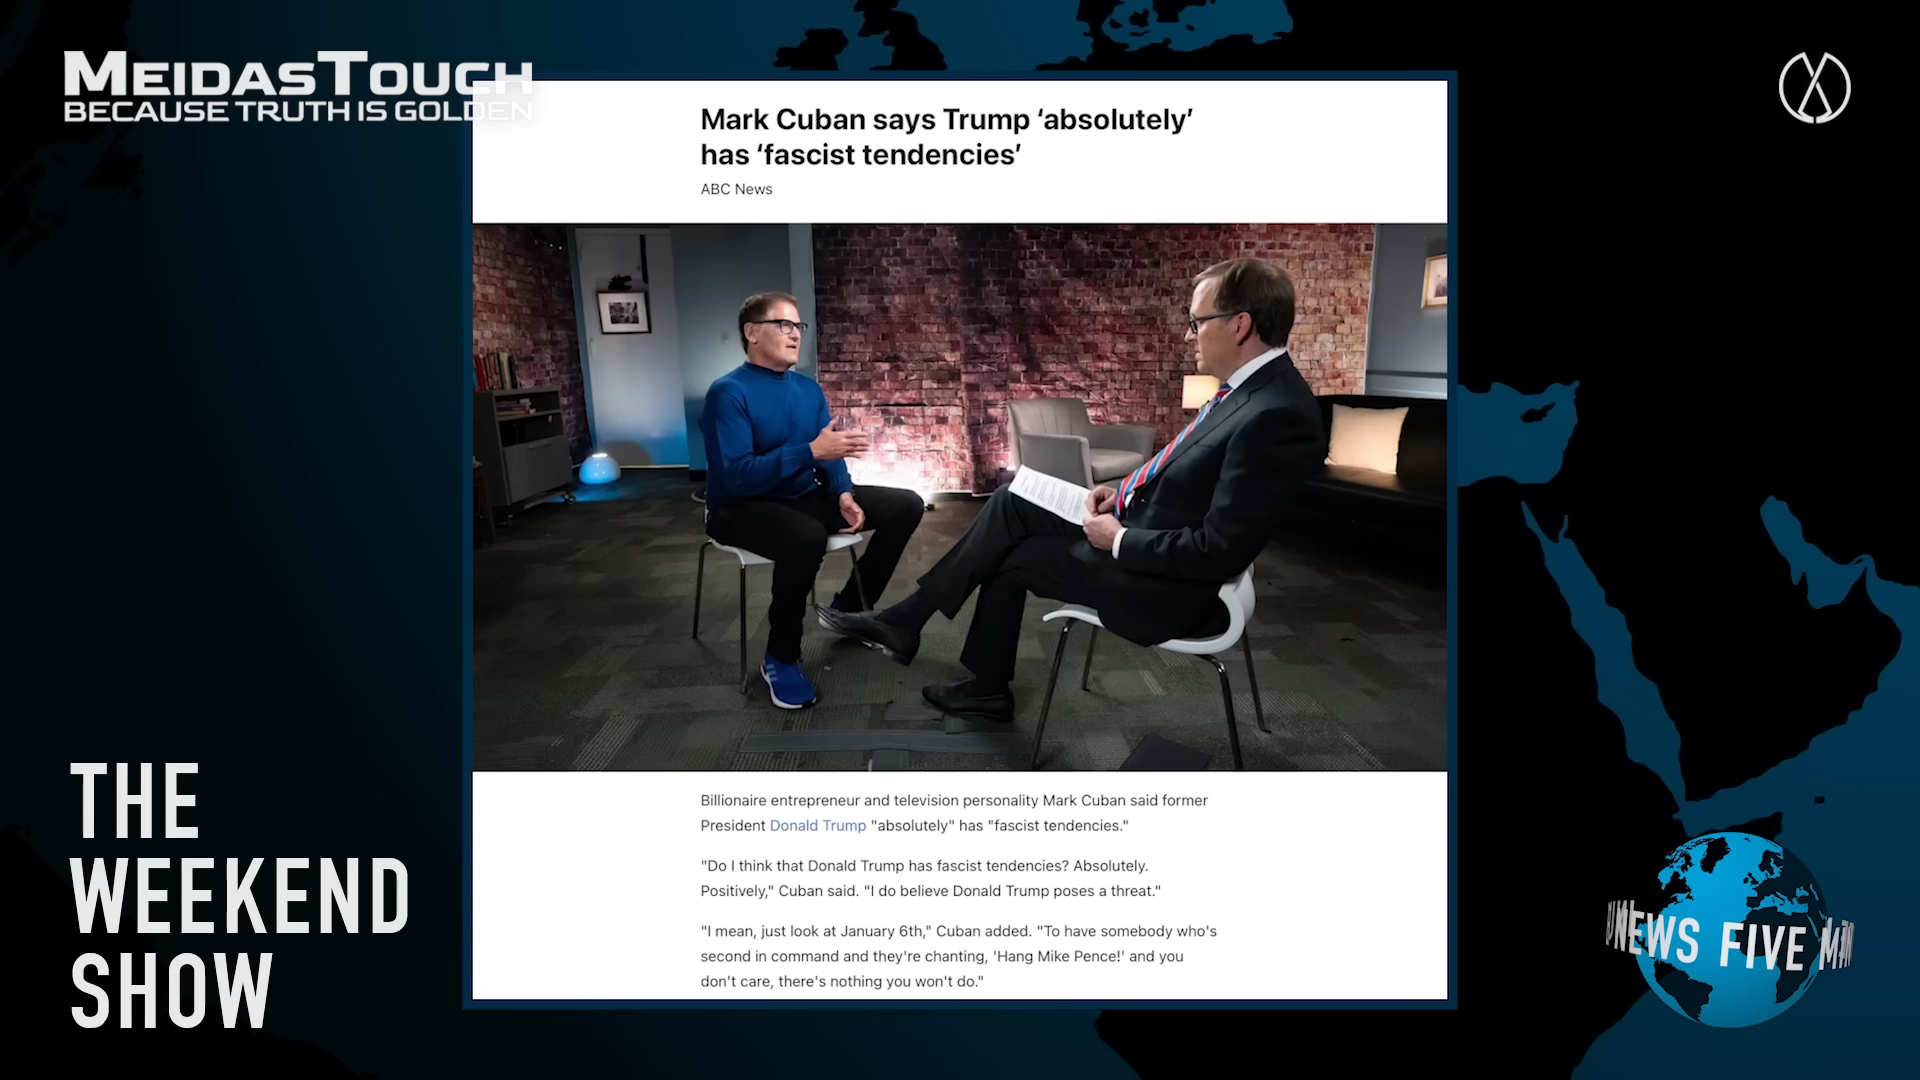 MEIDASTOUCH
BECAUSE TRUTH IS GOLDEN
Mark Cuban says Trump ‘absolutely’
has ‘fascist tendencies’
ABC News
Billionaire entrepreneur and television personality Mark Cuban said former
President Donald Trump "absolutely" has "fascist tendencies."
"Do I think that Donald Trump has fascist tendencies? Absolutely.
Positively," Cuban said. "I do believe Donald Trump poses a threat."
"I mean, just look at January 6th," Cuban added. "To have somebody who's
second in command and they're chanting, 'Hang Mike Pence!' and you
don't care, there's nothing you won't do."
THE
WEEKEND
SHOW
NEWS FIVE